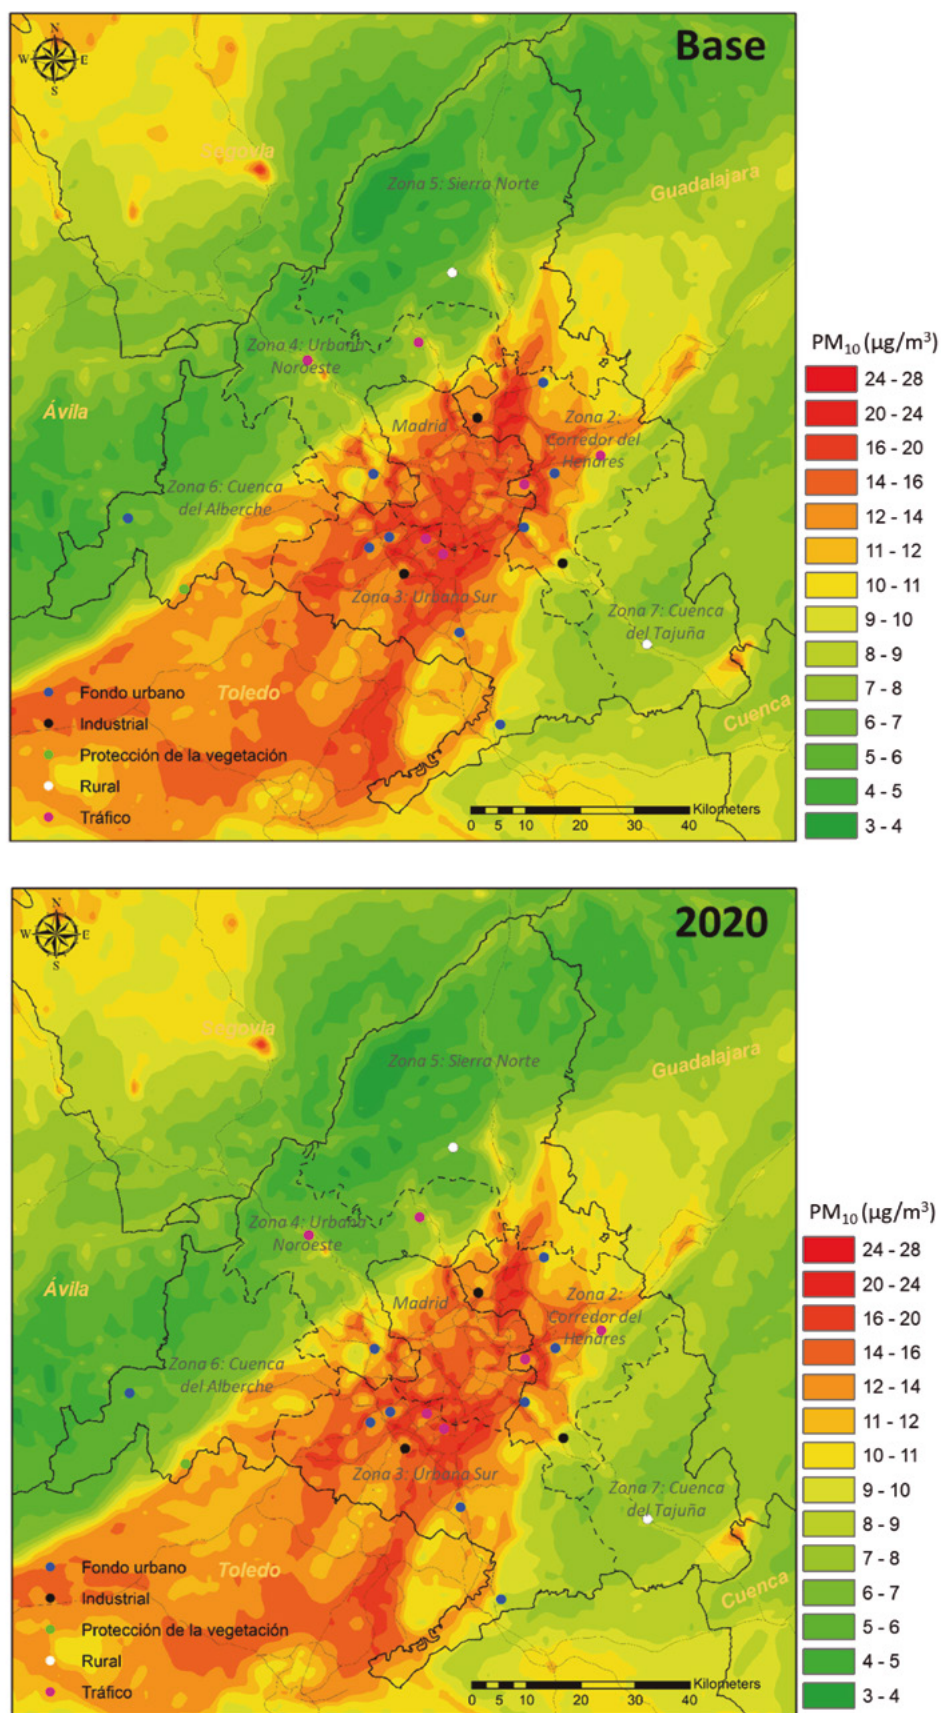 Base
N
W E
S
Segovia
Zona 5: Sierra Norte
Guadalajara
Zona 4: Urbana
Noroeste
Ávila
Madrid
Zona 2:
Corredor del
Henares
Zona 6: Cuenca
del Alberche
Zona 3: Urbana Sur
Zona 7: Cuenca
del Tajuña
Toledo
Cuenca
Fondo urbano
Industrial
Protección de la vegetación
Rural
Tráfico
Kilometers
0 5 10 20 30 40
PM10 (µg/m³)
24 - 28
20 - 24
16 - 20
14 - 16
12 - 14
11 - 12
10 - 11
9 - 10
8 - 9
7 - 8
6 - 7
5 - 6
4 - 5
3 - 4
2020
N
W E
S
Segovia
Zona 5: Sierra Norte
Guadalajara
Zona 4: Urbana
Noroeste
Ávila
Madrid
Zona 2:
Corredor del
Henares
Zona 6: Cuenca
del Alberche
Zona 3: Urbana Sur
Zona 7: Cuenca
del Tajuña
Toledo
Cuenca
Fondo urbano
Industrial
Protección de la vegetación
Rural
Tráfico
Kilometers
0 5 10 20 30 40
PM10 (µg/m³)
24 - 28
20 - 24
16 - 20
14 - 16
12 - 14
11 - 12
10 - 11
9 - 10
8 - 9
7 - 8
6 - 7
5 - 6
4 - 5
3 - 4